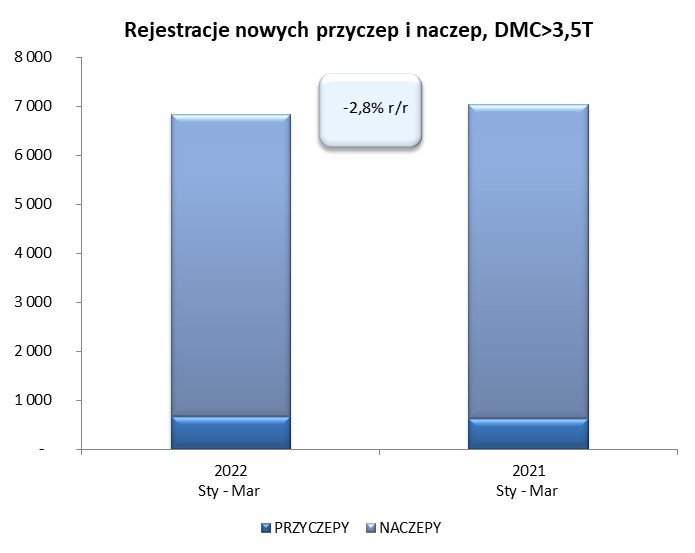 Rejestracje nowych przyczep i naczep, DMC>3,5T
8 000
7 000
6 000
5 000
4 000
3 000
2 000
1 000
-
-2,8% r/r
2022
Sty - Mar
2021
Sty - Mar
PRZYCZEPY NACZEPY